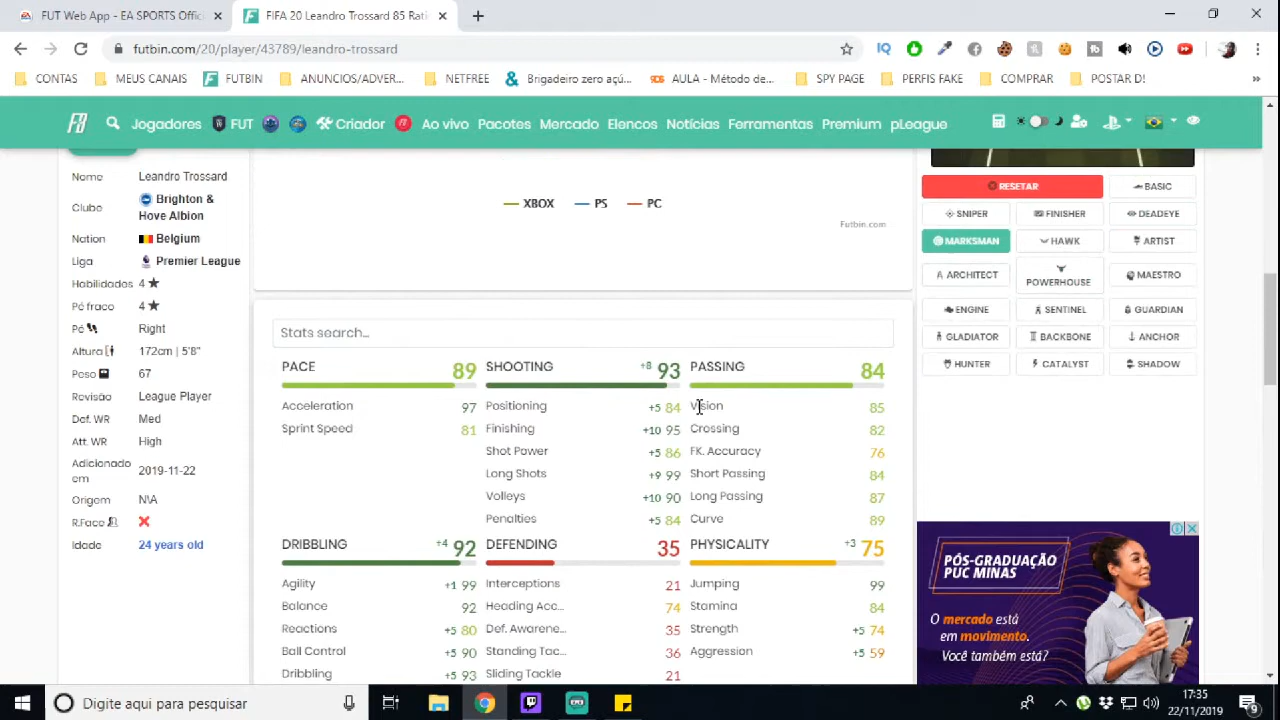 FUT Web App - EA SPORTS Official
FIFA 20 Leandro Trossard 85 Rati
futbin.com/20/player/43789/leandro-trossard
CONTAS MEUS CANAIS FUTBIN ANUNCIOS/ADVER... NETFREE Brigadeiro zero açú... AULA - Método de... SPY PAGE PERFIS FAKE COMPRAR POSTAR D!
Jogadores FUT Criador Ao vivo Pacotes Mercado Elencos Notícias Ferramentas Premium pLeague
Nome Leandro Trossard
Clube Brighton &
Hove Albion
Nation Belgium
Liga Premier League
Habilidades 4
Pé fraco 4
Pé Right
Altura 172cm | 5'8"
Peso 67
Revisão League Player
Def. WR Med
Att. WR High
Adicionado
em 2019-11-22
Origem N\A
R.Face
Idade 24 years old
XBOX PS PC
Futbin.com
Stats search...
PACE 89
Acceleration 97
Sprint Speed 81
SHOOTING +8 93
Positioning +5 84
Finishing +10 95
Shot Power +5 86
Long Shots +9 99
Volleys +10 90
Penalties +5 84
PASSING 84
Vision 85
Crossing 82
FK. Accuracy 76
Short Passing 84
Long Passing 87
Curve 89
DRIBBLING +4 92
Agility +1 99
Balance 92
Reactions +5 80
Ball Control +5 90
Dribbling +5 93
DEFENDING 35
Interceptions 21
Heading Acc... 74
Def. Awarene... 35
Standing Tac... 36
Sliding Tackle 21
PHYSICALITY +3 75
Jumping 99
Stamina 84
Strength +5 74
Aggression +5 59
RESETAR BASIC
SNIPER FINISHER DEADEYE
MARKSMAN HAWK ARTIST
ARCHITECT POWERHOUSE MAESTRO
ENGINE SENTINEL GUARDIAN
GLADIATOR BACKBONE ANCHOR
HUNTER CATALYST SHADOW
PÓS-GRADUAÇÃO
PUC MINAS
O mercado está
em movimento.
Você também está?
Digite aqui para pesquisar
17:35
22/11/2019
9